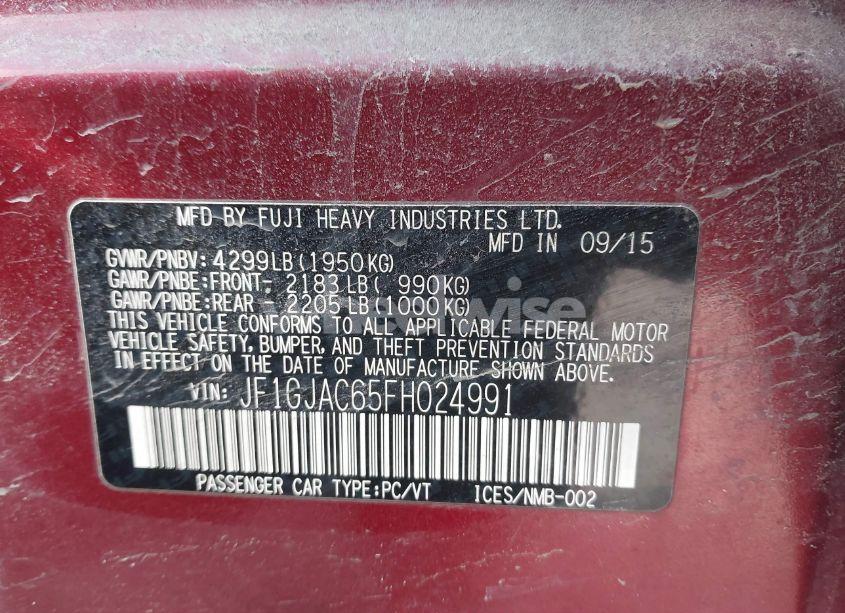 MFD BY FUJI HEAVY INDUSTRIES LTD.
MFD IN 09/15
GVWR/PNBV: 4299LB(1950KG)
GAWR/PNBE:FRONT- 2183LB( 990KG)
GAWR/PNBE:REAR - 2205LB(1000KG)
THIS VEHICLE CONFORMS TO ALL APPLICABLE FEDERAL MOTOR
VEHICLE SAFETY, BUMPER, AND THEFT PREVENTION STANDARDS
IN EFFECT ON THE DATE OF MANUFACTURE SHOWN ABOVE.
VIN: JF1GJAC65FH024991
PASSENGER CAR TYPE:PC/VT ICES/NMB-002